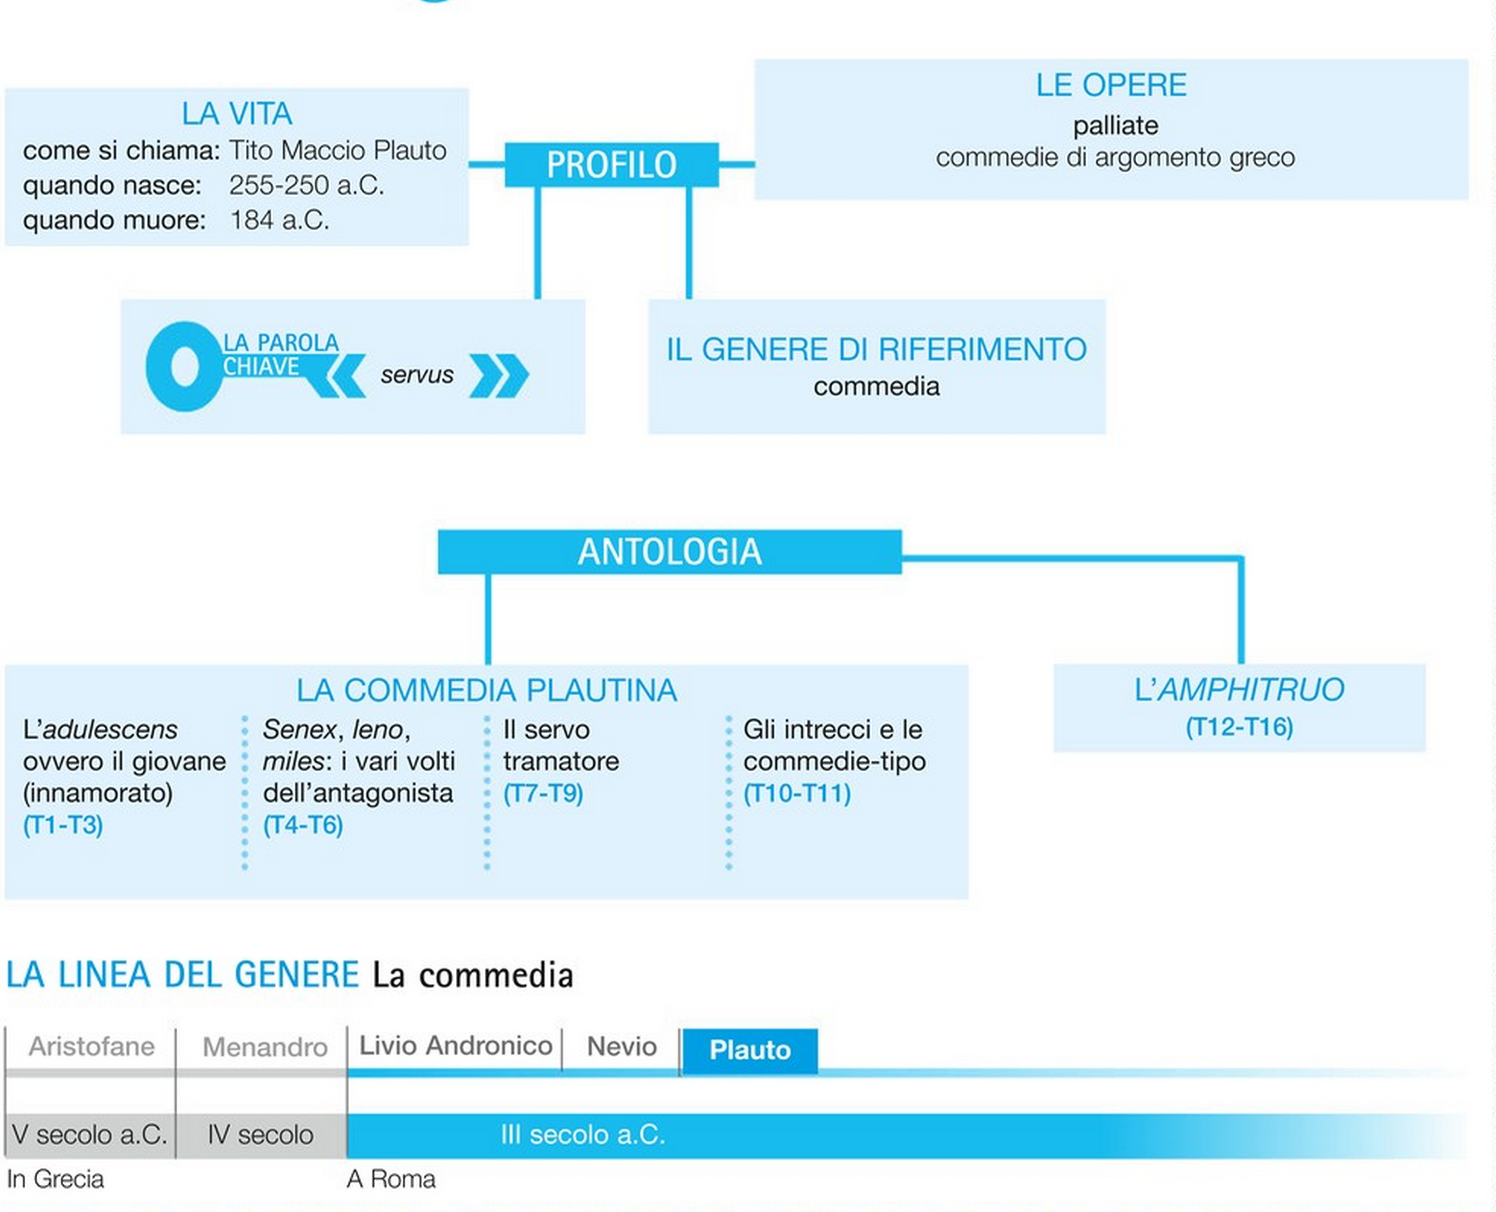 LA VITA
come si chiama: Tito Maccio Plauto
quando nasce: 255-250 a.C.
quando muore: 184 a.C.
PROFILO
LE OPERE
palliate
commedie di argomento greco
LA PAROLA
CHIAVE
servus
IL GENERE DI RIFERIMENTO
commedia
ANTOLOGIA
LA COMMEDIA PLAUTINA
L'adulescens
ovvero il giovane
(innamorato)
(T1-T3)
Senex, leno,
miles: i vari volti
dell'antagonista
(T4-T6)
Il servo
tramatore
(T7-T9)
Gli intrecci e le
commedie-tipo
(T10-T11)
L'AMPHITRUO
(T12-T16)
LA LINEA DEL GENERE La commedia
Aristofane Menandro Livio Andronico Nevio Plauto
V secolo a.C. IV secolo III secolo a.C.
In Grecia A Roma